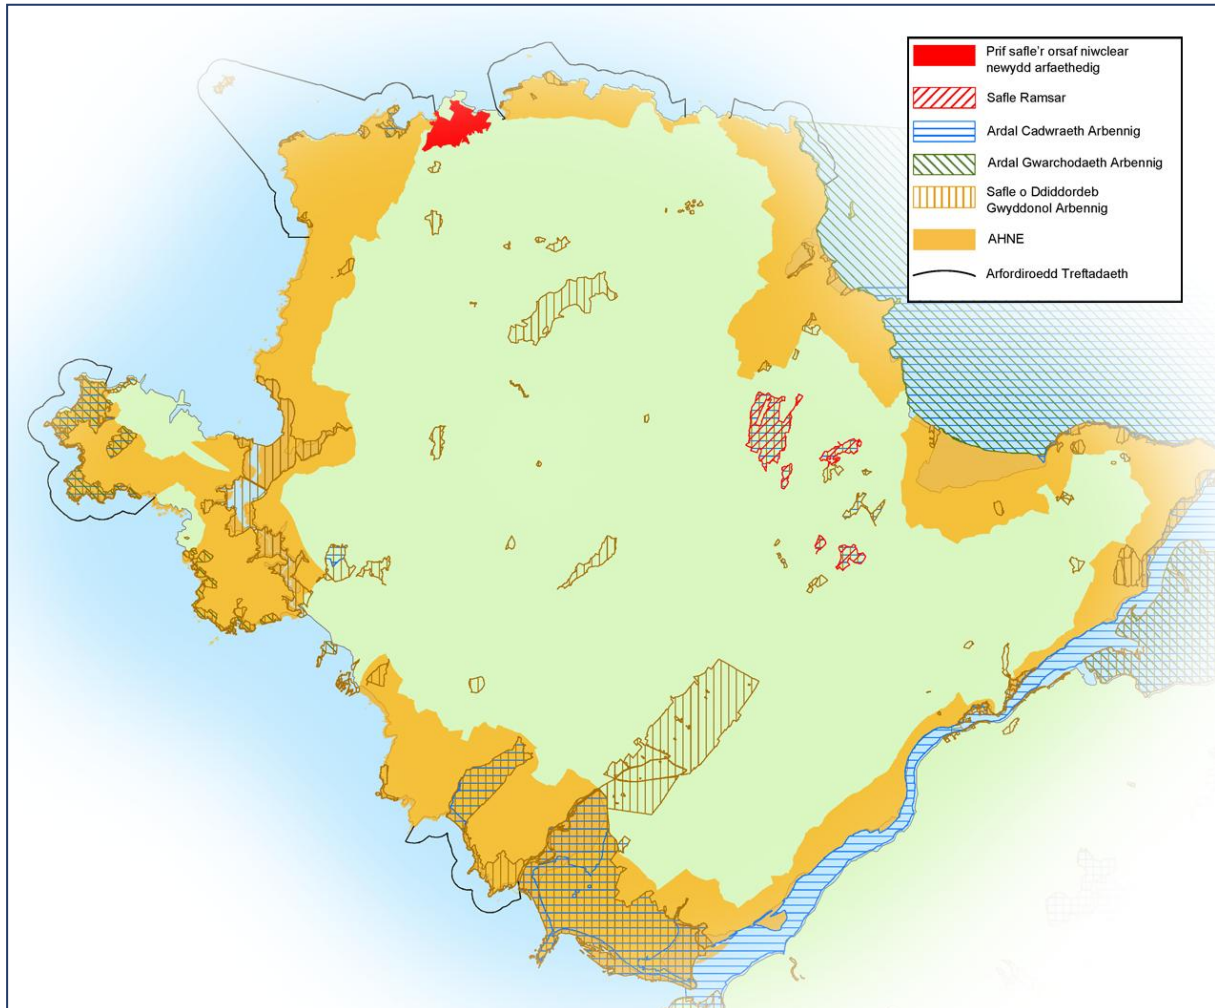 Prif safle'r orsaf niwclear
newydd arfaethedig
Safle Ramsar
Ardal Cadwraeth Arbennig
Ardal Gwarchodaeth Arbennig
Safle o Ddiddordeb
Gwyddonol Arbennig
AHNE
Arfordiroedd Treftadaeth